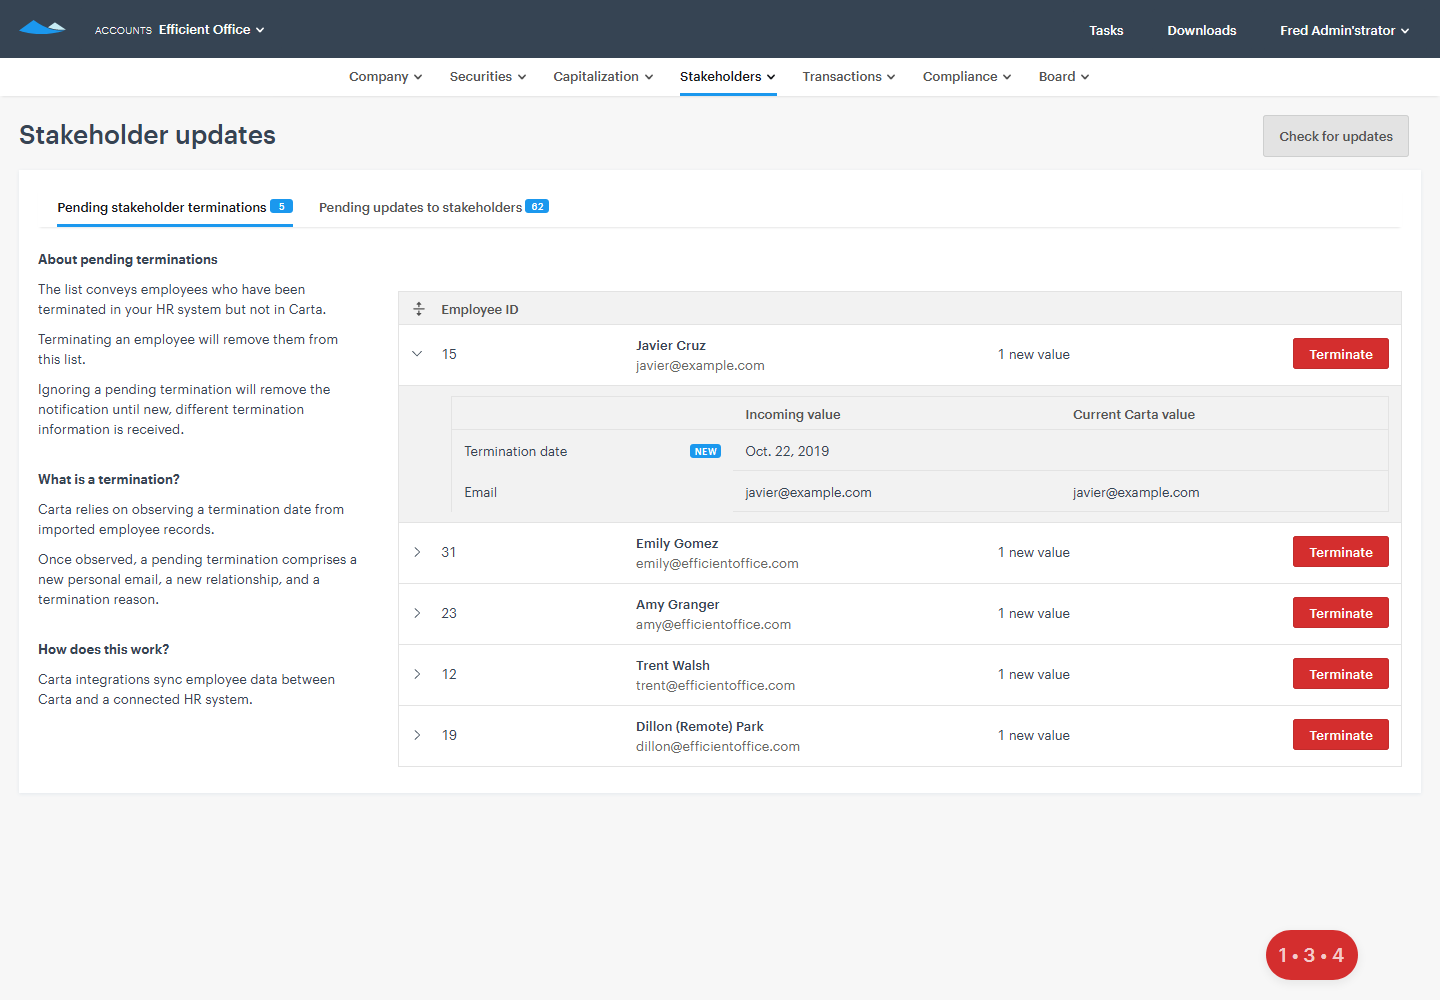 ACCOUNTS Efficient Office
Tasks
Downloads
Fred Admin'strator
Company
Securities
Capitalization
Stakeholders
Transactions
Compliance
Board
Stakeholder updates
Check for updates
Pending stakeholder terminations 5
Pending updates to stakeholders 62
About pending terminations
The list conveys employees who have been
terminated in your HR system but not in Carta.
Terminating an employee will remove them from
this list.
Ignoring a pending termination will remove the
notification until new, different termination
information is received.
What is a termination?
Carta relies on observing a termination date from
imported employee records.
Once observed, a pending termination comprises a
new personal email, a new relationship, and a
termination reason.
How does this work?
Carta integrations sync employee data between
Carta and a connected HR system.
Employee ID
15
Javier Cruz
javier@example.com
1 new value
Terminate
Incoming value
Current Carta value
Termination date
NEW
Oct. 22, 2019
Email
javier@example.com
javier@example.com
31
Emily Gomez
emily@efficientoffice.com
1 new value
Terminate
23
Amy Granger
amy@efficientoffice.com
1 new value
Terminate
12
Trent Walsh
trent@efficientoffice.com
1 new value
Terminate
19
Dillon (Remote) Park
dillon@efficientoffice.com
1 new value
Terminate
1 • 3 • 4